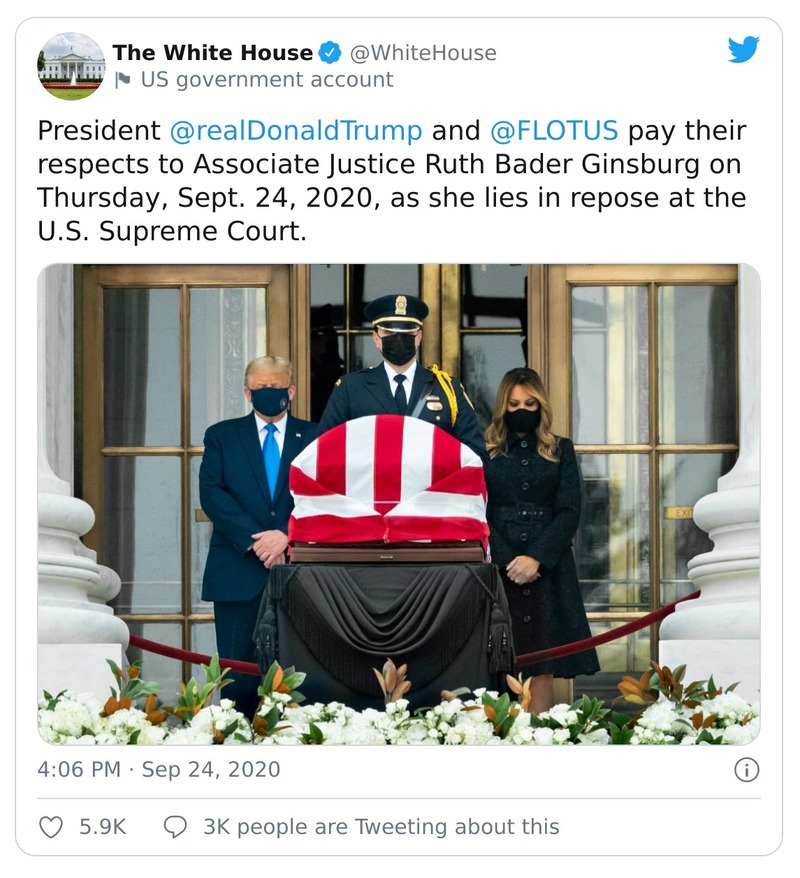 The White House @WhiteHouse
US government account
President @realDonaldTrump and @FLOTUS pay their
respects to Associate Justice Ruth Bader Ginsburg on
Thursday, Sept. 24, 2020, as she lies in repose at the
U.S. Supreme Court.
EXIT
4:06 PM · Sep 24, 2020
5.9K 3K people are Tweeting about this